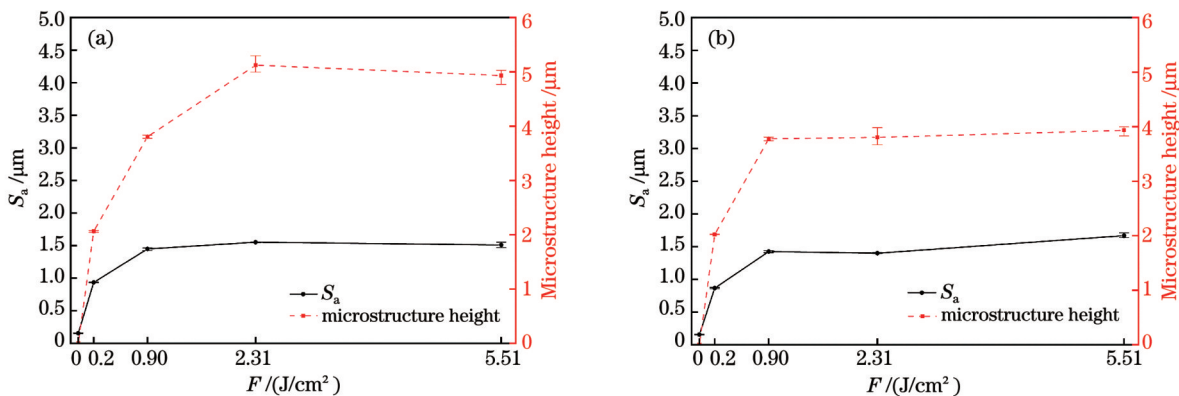 (a)
5.0
4.5
4.0
3.5
3.0
2.5
2.0
1.5
1.0
0.5
0
Sa /μm
6
5
4
3
2
1
0
Microstructure height /μm
Sa
microstructure height
0 0.2 0.90 2.31 5.51
F /(J/cm²)
(b)
5.0
4.5
4.0
3.5
3.0
2.5
2.0
1.5
1.0
0.5
0
Sa /μm
6
5
4
3
2
1
0
Microstructure height /μm
Sa
microstructure height
0 0.2 0.90 2.31 5.51
F /(J/cm²)